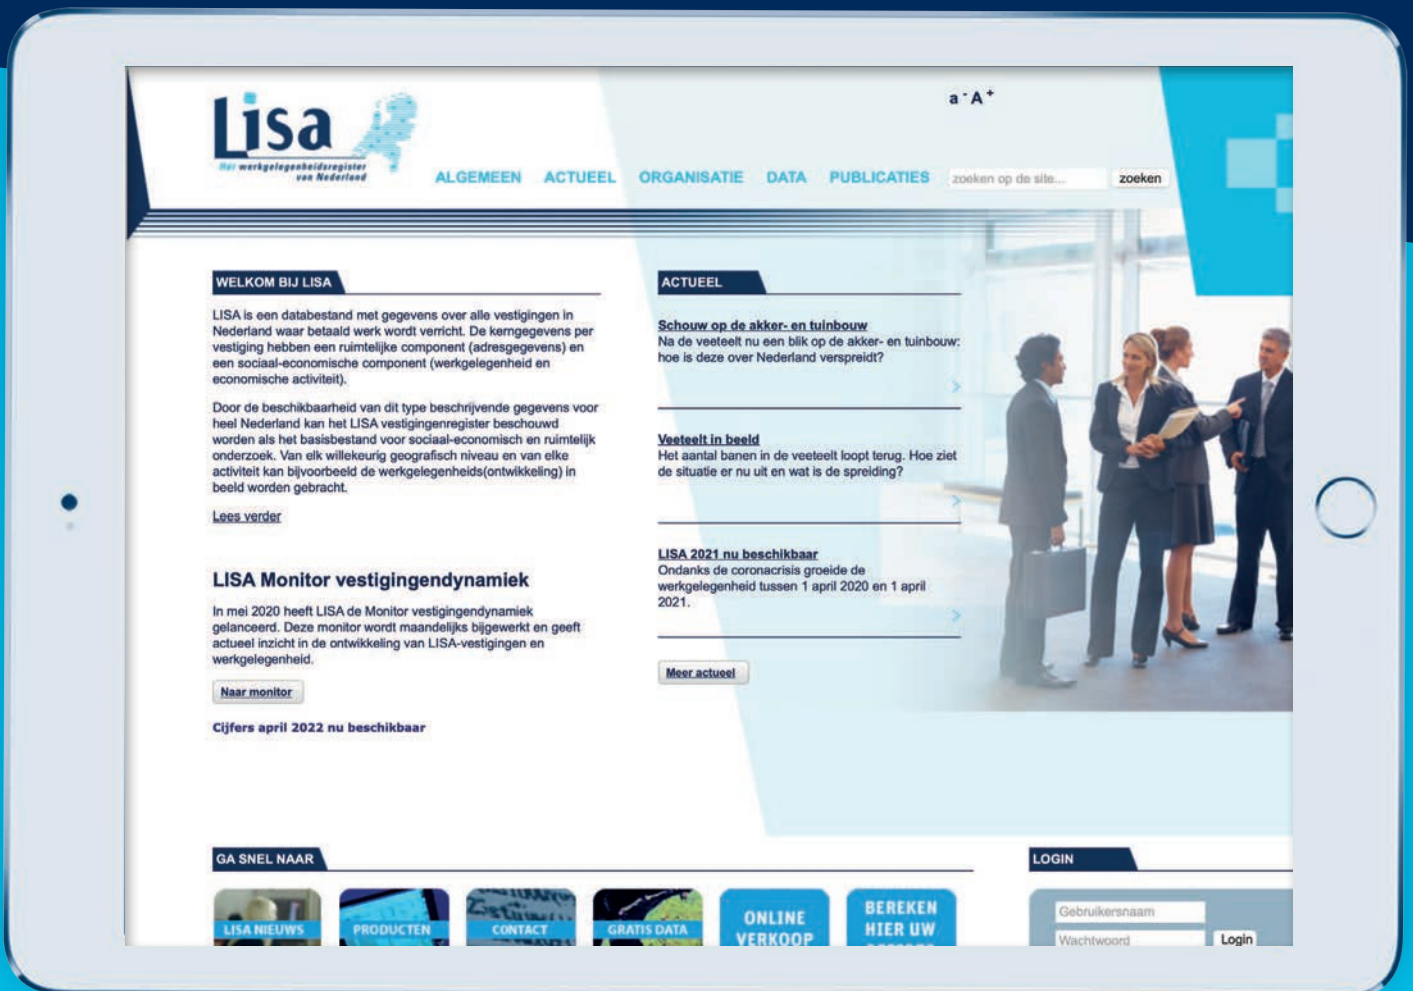 Lisa
Hét werkgelegenheidsregister
van Nederland
a - A +
ALGEMEEN ACTUEEL ORGANISATIE DATA PUBLICATIES zoeken op de site... zoeken
WELKOM BIJ LISA
LISA is een databestand met gegevens over alle vestigingen in
Nederland waar betaald werk wordt verricht. De kerngegevens per
vestiging hebben een ruimtelijke component (adresgegevens) en
een sociaal-economische component (werkgelegenheid en
economische activiteit).
Door de beschikbaarheid van dit type beschrijvende gegevens voor
heel Nederland kan het LISA vestigingenregister beschouwd
worden als het basisbestand voor sociaal-economisch en ruimtelijk
onderzoek. Van elk willekeurig geografisch niveau en van elke
activiteit kan bijvoorbeeld de werkgelegenheids(ontwikkeling) in
beeld worden gebracht.
Lees verder
LISA Monitor vestigingendynamiek
In mei 2020 heeft LISA de Monitor vestigingendynamiek
gelanceerd. Deze monitor wordt maandelijks bijgewerkt en geeft
actueel inzicht in de ontwikkeling van LISA-vestigingen en
werkgelegenheid.
Naar monitor
Cijfers april 2022 nu beschikbaar
ACTUEEL
Schouw op de akker- en tuinbouw
Na de veeteelt nu een blik op de akker- en tuinbouw:
hoe is deze over Nederland verspreidt?
Veeteelt in beeld
Het aantal banen in de veeteelt loopt terug. Hoe ziet
de situatie er nu uit en wat is de spreiding?
LISA 2021 nu beschikbaar
Ondanks de coronacrisis groeide de
werkgelegenheid tussen 1 april 2020 en 1 april
2021.
Meer actueel
GA SNEL NAAR
LISA NIEUWS
PRODUCTEN
CONTACT
GRATIS DATA
ONLINE
VERKOOP
BEREKEN
HIER UW
LOGIN
Gebruikersnaam
Wachtwoord
Login